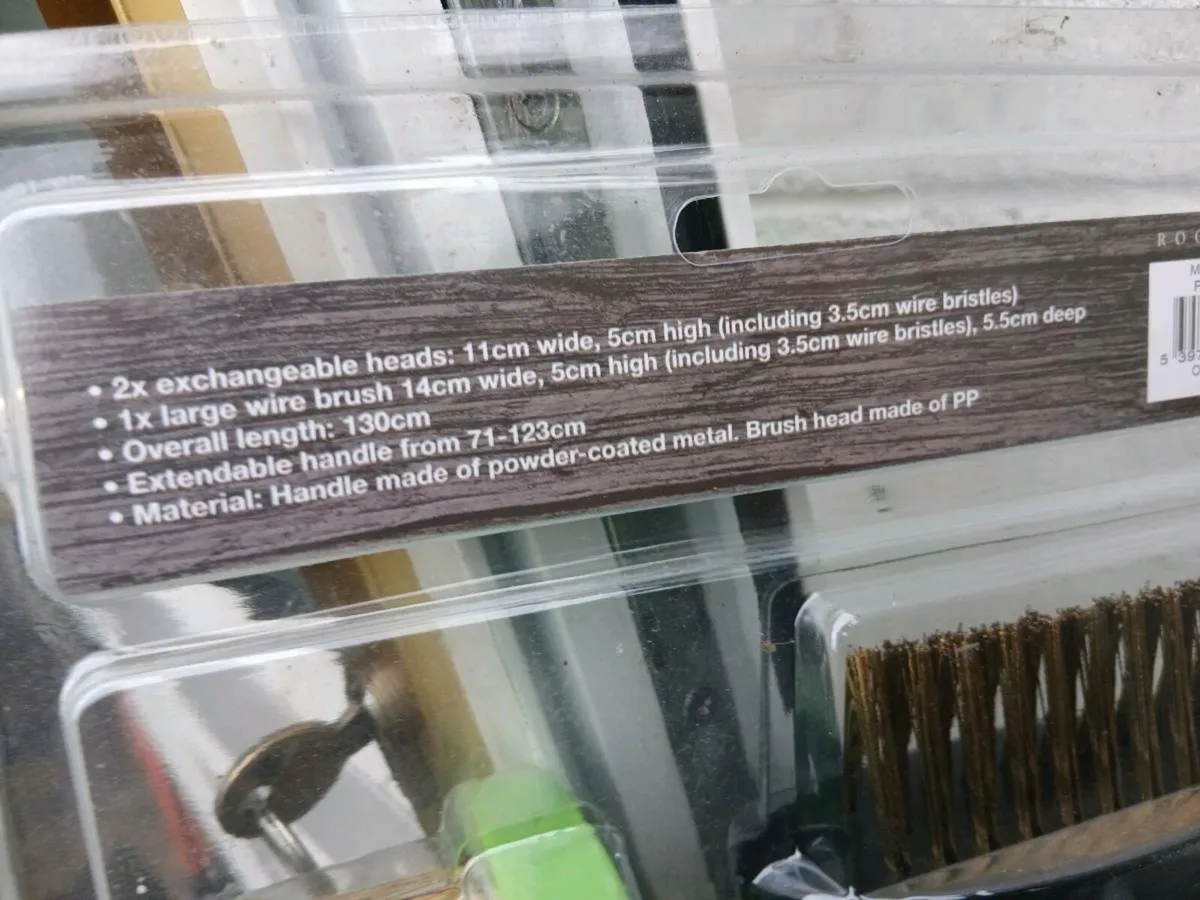 • 2x exchangeable heads: 11cm wide, 5cm high (including 3.5cm wire bristles)
• 1x large wire brush 14cm wide, 5cm high (including 3.5cm wire bristles), 5.5cm deep
• Overall length: 130cm
• Extendable handle from 71-123cm
• Material: Handle made of powder-coated metal. Brush head made of PP